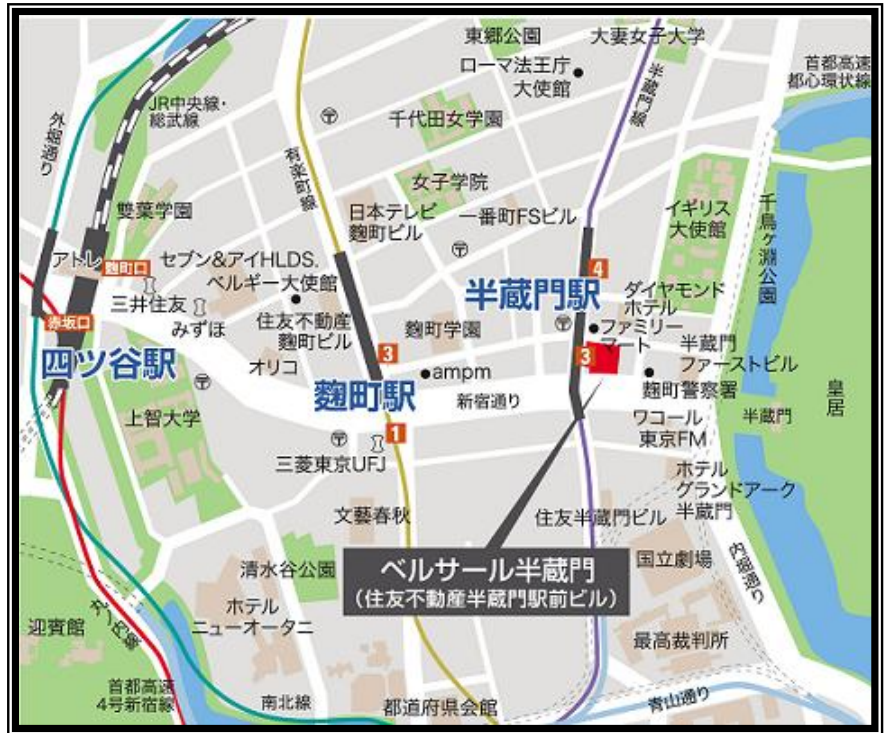 東郷公園
大妻女子大学
ローマ法王庁
大使館
半蔵門線
首都高速
都心環状線
JR中央線・
総武線
外堀通り
千代田女学園
有楽町線
女子学院
雙葉学園
日本テレビ
麴町ビル
一番町FSビル
イギリス
大使館
千鳥ヶ淵公園
アトレ
麴町口
セブン&アイHLDS.
ベルギー大使館
三井住友
みずほ
赤坂口
四ツ谷駅
住友不動産
麴町ビル
オリコ
麴町学園
3
ampm
麴町駅
1
半蔵門駅
4
ダイヤモンド
ホテル
ファミリー
マート
3
半蔵門
ファーストビル
麴町警察署
新宿通り
ワコール
東京FM
半蔵門
皇居
上智大学
三菱東京UFJ
ホテル
グランドアーク
半蔵門
文藝春秋
住友半蔵門ビル
ベルサール半蔵門
(住友不動産半蔵門駅前ビル)
国立劇場
内堀通り
清水谷公園
ホテル
ニューオータニ
迎賓館
丸ノ内線
最高裁判所
首都高速
4号新宿線
南北線
都道府県会館
青山通り